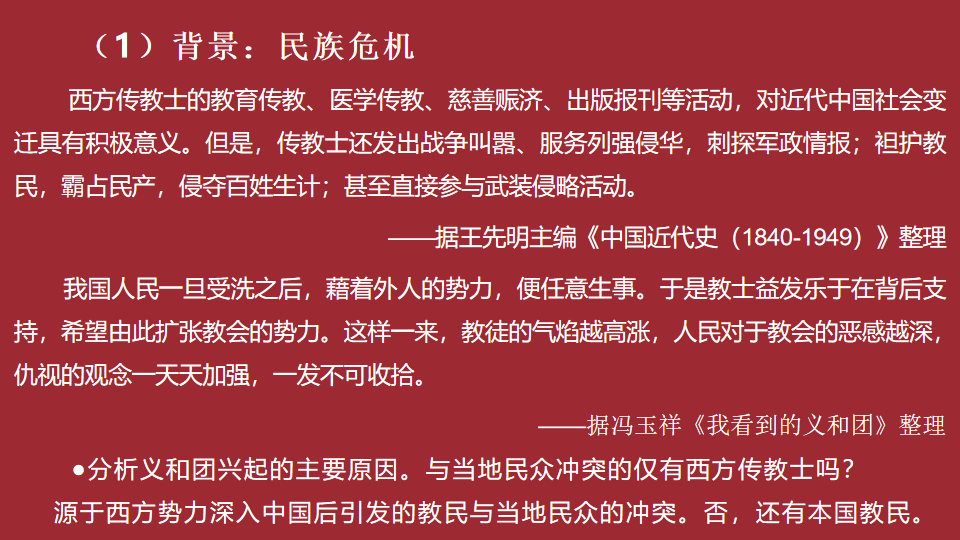 （1）背景：民族危机
西方传教士的教育传教、医学传教、慈善赈济、出版报刊等活动，对近代中国社会变
迁具有积极意义。但是，传教士还发出战争叫嚣、服务列强侵华，刺探军政情报；袒护教
民，霸占民产，侵夺百姓生计；甚至直接参与武装侵略活动。
——据王先明主编《中国近代史（1840-1949）》整理
我国人民一旦受洗之后，藉着外人的势力，便任意生事。于是教士益发乐于在背后支
持，希望由此扩张教会的势力。这样一来，教徒的气焰越高涨，人民对于教会的恶感越深，
仇视的观念一天天加强，一发不可收拾。
——据冯玉祥《我看到的义和团》整理
●分析义和团兴起的主要原因。与当地民众冲突的仅有西方传教士吗？
源于西方势力深入中国后引发的教民与当地民众的冲突。否，还有本国教民。